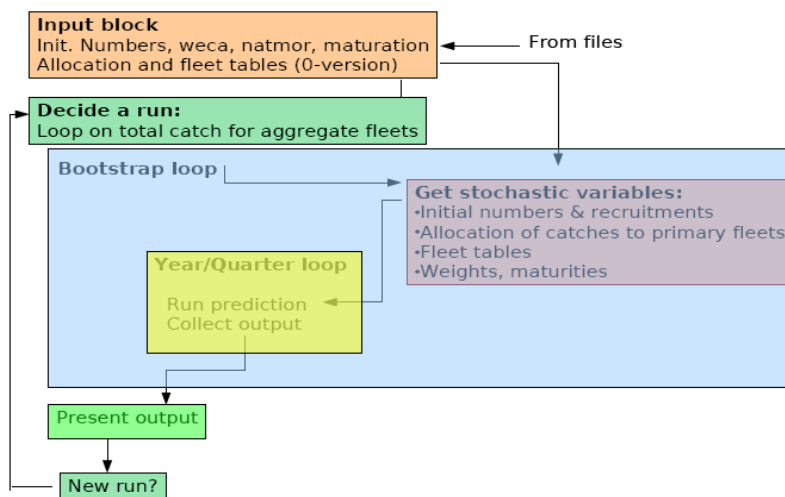 Input block
Init. Numbers, weca, natmor, maturation
Allocation and fleet tables (0-version)
From files
Decide a run:
Loop on total catch for aggregate fleets
Bootstrap loop
Get stochastic variables:
•Initial numbers & recruitments
•Allocation of catches to primary fleets
•Fleet tables
•Weights, maturities
Year/Quarter loop
Run prediction
Collect output
Present output
New run?